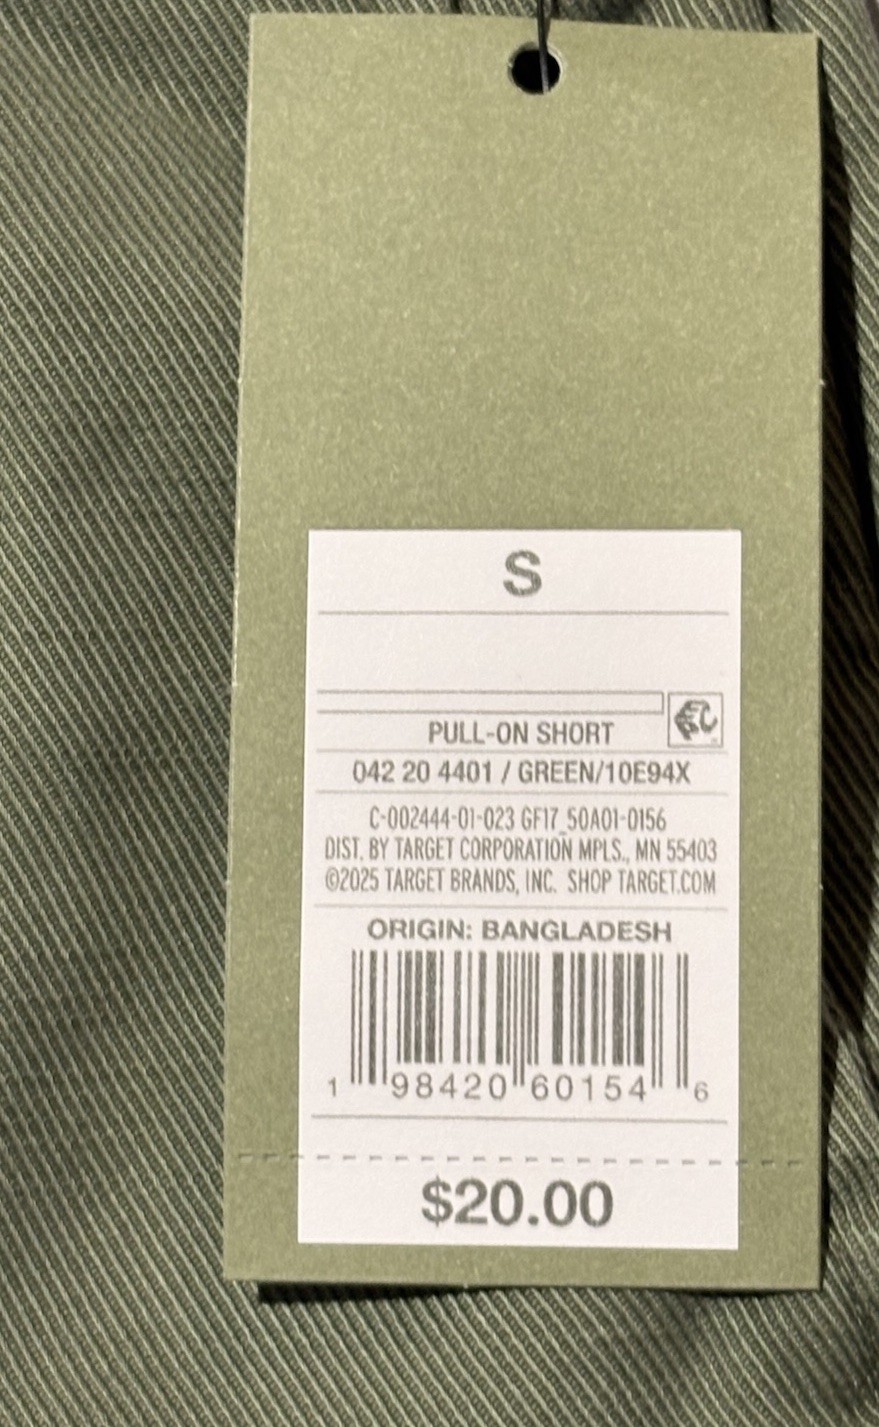 S
PULL-ON SHORT
042 20 4401 / GREEN/10E94X
C-002444-01-023 GF17_50A01-0156
DIST. BY TARGET CORPORATION MPLS., MN 55403
©2025 TARGET BRANDS, INC. SHOP TARGET.COM
ORIGIN: BANGLADESH
1 98420 60154 6
$20.00